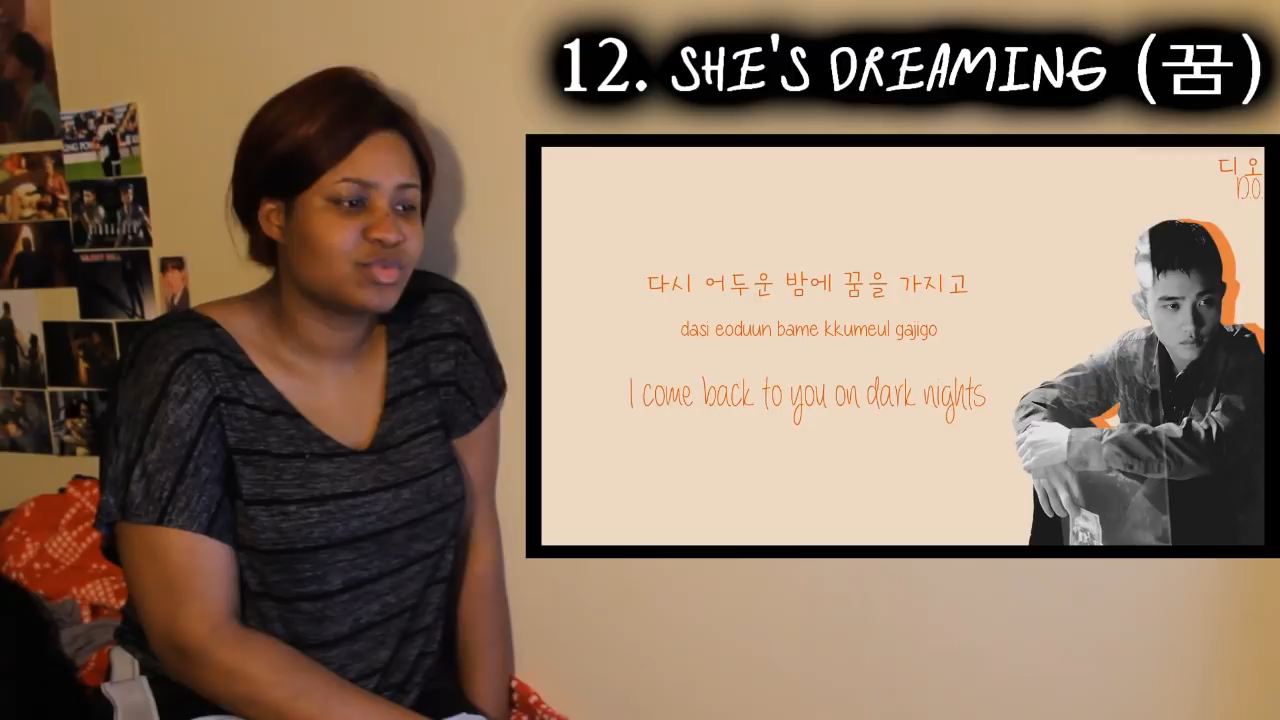 12. SHE'S DREAMING (꿈)
디오
D.O.
다시 어두운 밤에 꿈을 가지고
dasi eoduun bame kkumeul gajigo
I come back to you on dark nights